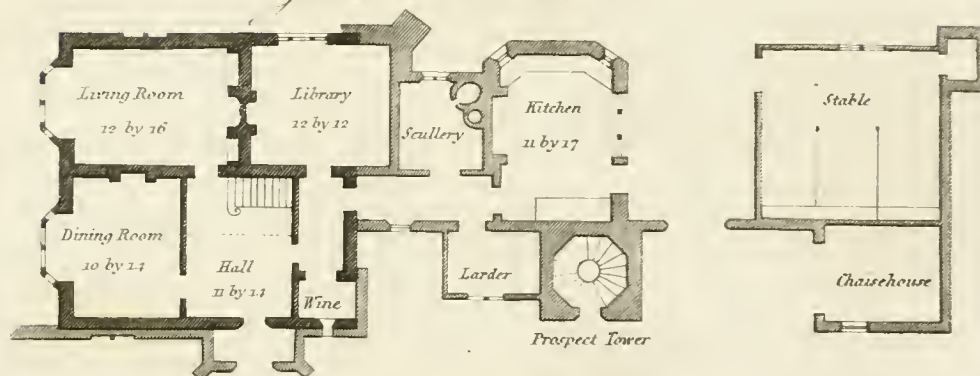 Living Room
12 by 16
Library
12 by 12
Scullery
Kitchen
11 by 17
Stable
Dining Room
10 by 14
Hall
11 by 14
Wine
Larder
Prospect Tower
Chaisehouse